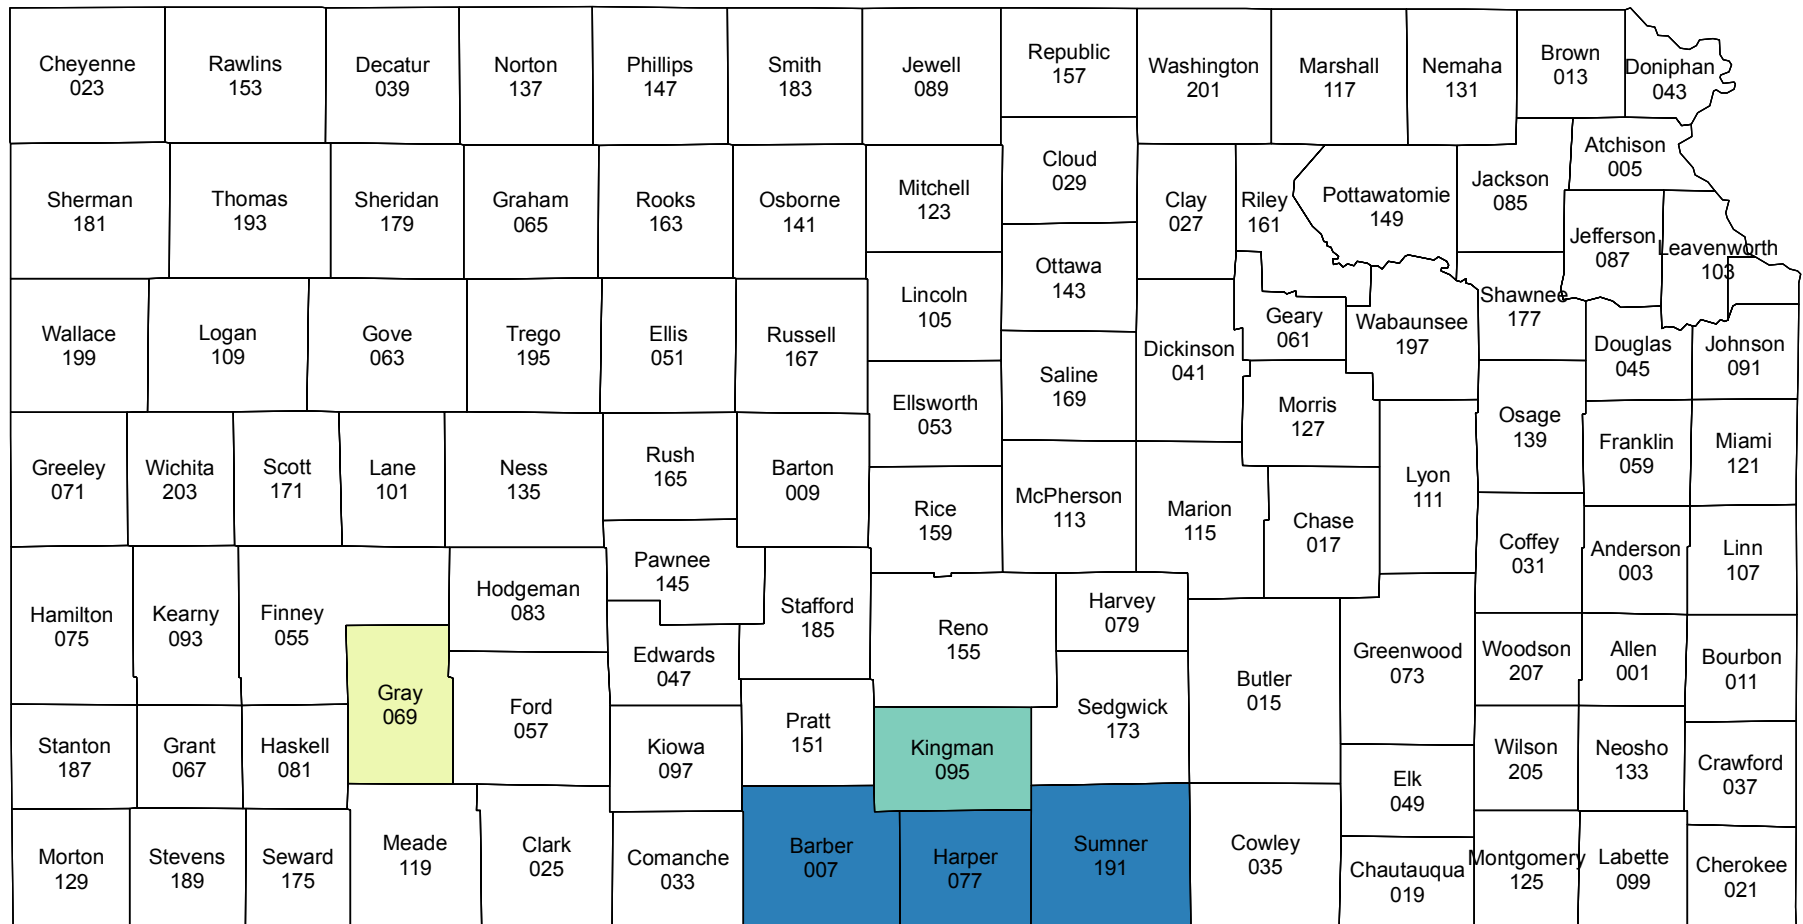 Cheyenne
023
Rawlins
153
Decatur
039
Norton
137
Phillips
147
Smith
183
Jewell
089
Republic
157
Washington
201
Marshall
117
Nemaha
131
Brown
013
Doniphan
043
Sherman
181
Thomas
193
Sheridan
179
Graham
065
Rooks
163
Osborne
141
Mitchell
123
Cloud
029
Clay
027
Riley
161
Pottawatomie
149
Jackson
085
Atchison
005
Jefferson
087
Leavenworth
103
Wallace
199
Logan
109
Gove
063
Trego
195
Ellis
051
Russell
167
Lincoln
105
Ottawa
143
Dickinson
041
Geary
061
Wabaunsee
197
Shawnee
177
Douglas
045
Johnson
091
Ellsworth
053
Saline
169
Morris
127
Osage
139
Franklin
059
Miami
121
Greeley
071
Wichita
203
Scott
171
Lane
101
Ness
135
Rush
165
Barton
009
Rice
159
McPherson
113
Marion
115
Chase
017
Lyon
111
Coffey
031
Anderson
003
Linn
107
Hamilton
075
Kearny
093
Finney
055
Hodgeman
083
Pawnee
145
Stafford
185
Reno
155
Harvey
079
Edwards
047
Butler
015
Greenwood
073
Woodson
207
Allen
001
Bourbon
011
Gray
069
Ford
057
Pratt
151
Sedgwick
173
Stanton
187
Grant
067
Haskell
081
Kiowa
097
Kingman
095
Elk
049
Wilson
205
Neosho
133
Crawford
037
Morton
129
Stevens
189
Seward
175
Meade
119
Clark
025
Comanche
033
Barber
007
Harper
077
Sumner
191
Cowley
035
Chautauqua
019
Montgomery
125
Labette
099
Cherokee
021